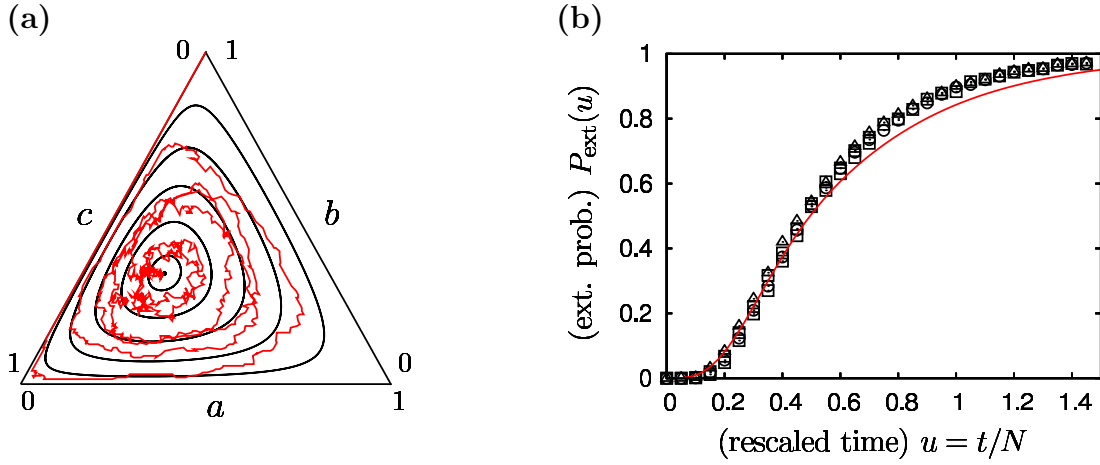 (a)
0 1
c
b
1
0
0
a
1
(b)
(ext. prob.) P_ext(u)
1
0.8
0.6
0.4
0.2
0
0 0.2 0.4 0.6 0.8 1 1.2 1.4
(rescaled time) u = t/N